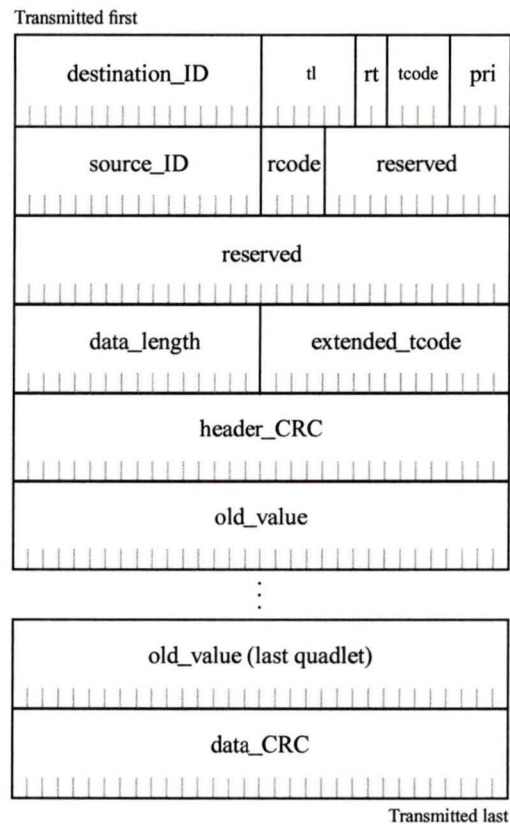 Transmitted first
destination_ID tl rt tcode pri
source_ID rcode reserved
reserved
data_length extended_tcode
header_CRC
old_value
old_value (last quadlet)
data_CRC
Transmitted last